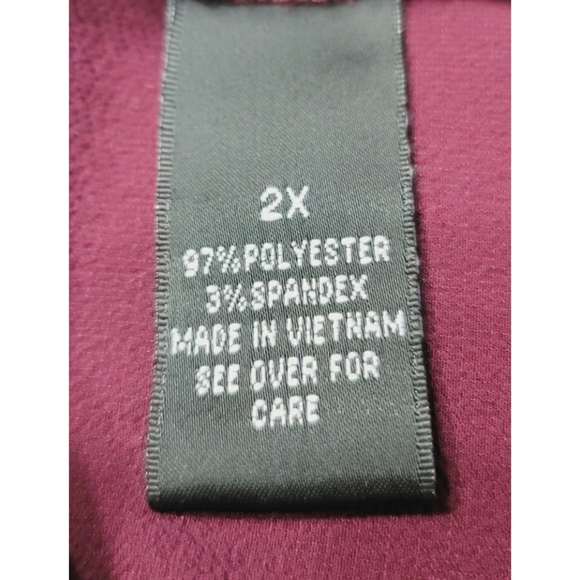 2X
97% POLYESTER
3% SPANDEX
MADE IN VIETNAM
SEE OVER FOR
CARE